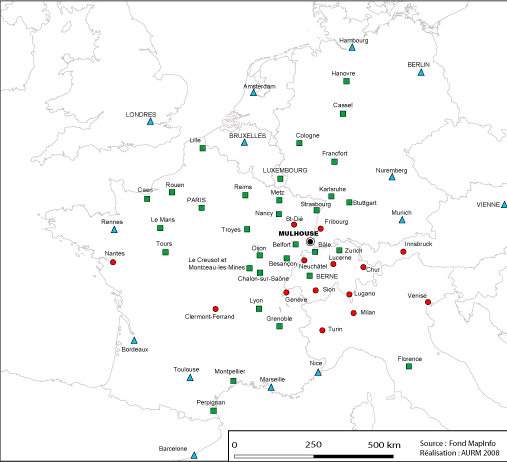 Hambourg
BERLIN
Hanovre
Amsterdam
Cassel
LONDRES
BRUXELLES
Cologne
Lille
Francfort
LUXEMBOURG
Nuremberg
Caen
Rouen
Reims
Metz
Karlsruhe
PARIS
Strasbourg
Stuttgart
VIENNE
Nancy
Munich
Rennes
Le Mans
St-Dié
Fribourg
Troyes
MULHOUSE
Tours
Dijon
Belfort
Bâle
Zurich
Innsbruck
Nantes
Le Creusot et
Montceau-les-Mines
Besançon
Lucerne
Neuchâtel
Chur
Chalon-sur-Saône
BERNE
Sion
Lugano
Venise
Genève
Lyon
Clermont-Ferrand
Milan
Grenoble
Turin
Bordeaux
Nice
Florence
Toulouse
Montpellier
Marseille
Perpignan
Barcelone
0 250 500 km
Source : Fond MapInfo
Réalisation : AURM 2008